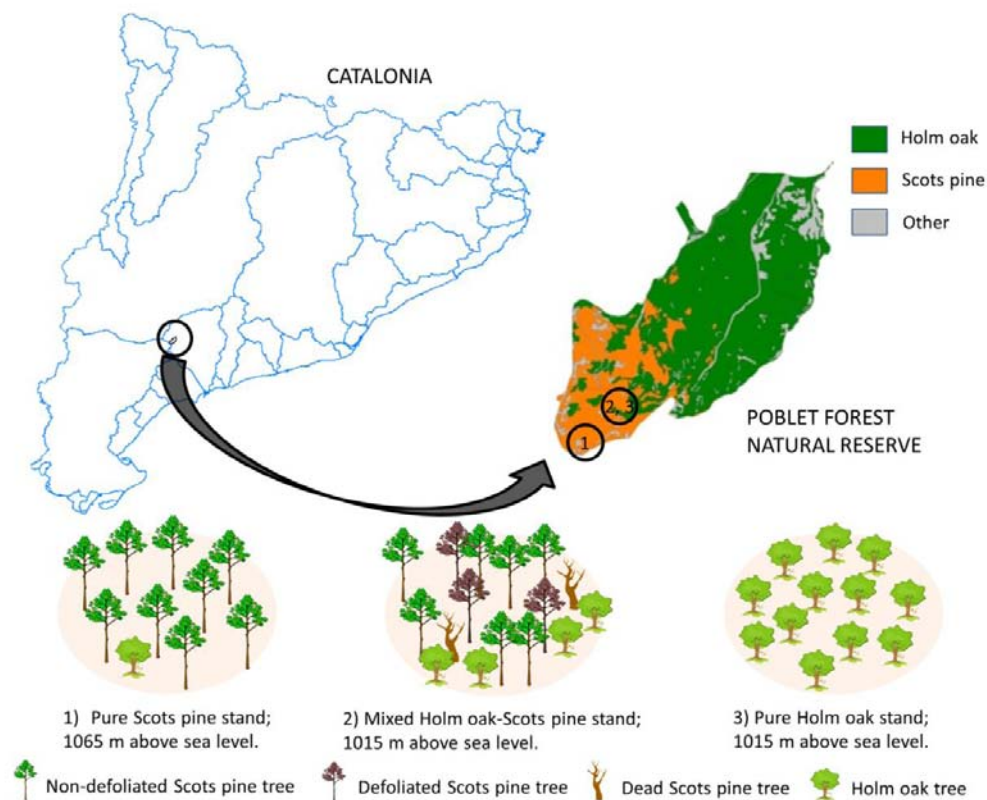 CATALONIA
Holm oak
Scots pine
Other
2, 3
1
POBLET FOREST
NATURAL RESERVE
1) Pure Scots pine stand;
1065 m above sea level.
2) Mixed Holm oak-Scots pine stand;
1015 m above sea level.
3) Pure Holm oak stand;
1015 m above sea level.
Non-defoliated Scots pine tree
Defoliated Scots pine tree
Dead Scots pine tree
Holm oak tree